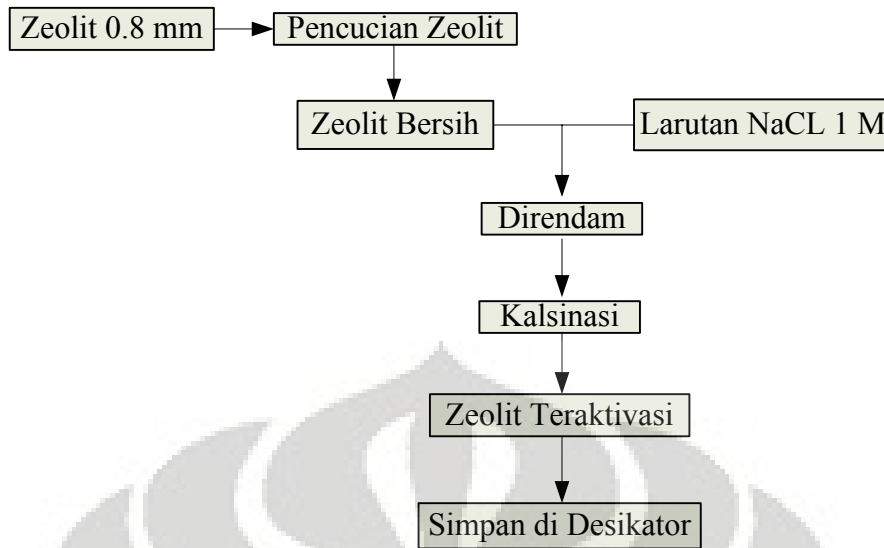 Zeolit 0.8 mm
Pencucian Zeolit
Zeolit Bersih
Larutan NaCL 1 M
Direndam
Kalsinasi
Zeolit Teraktivasi
Simpan di Desikator